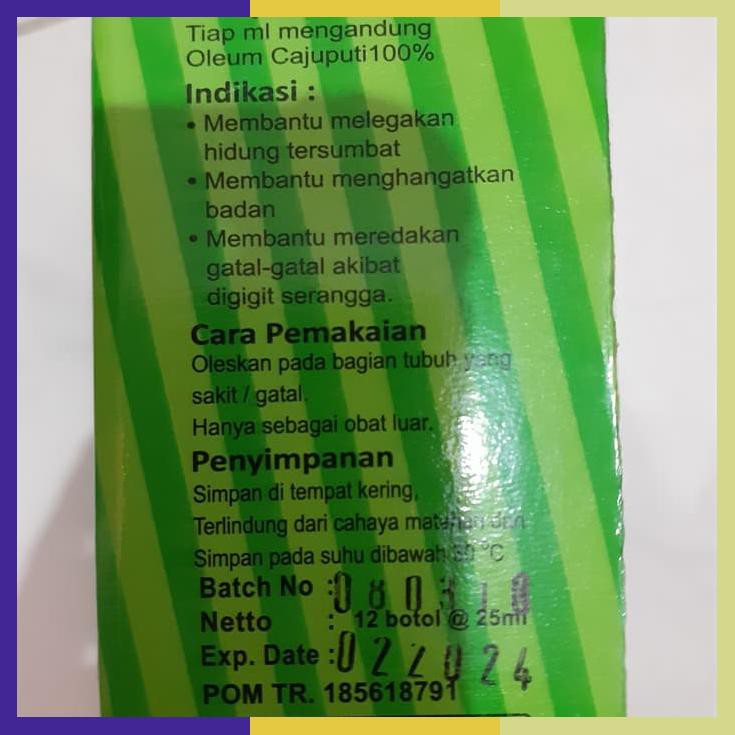 Tiap ml mengandung
Oleum Cajuputi100%
Indikasi :
• Membantu melegakan
hidung tersumbat
• Membantu menghangatkan
badan
• Membantu meredakan
gatal-gatal akibat
digigit serangga.
Cara Pemakaian
Oleskan pada bagian tubuh yang
sakit / gatal.
Hanya sebagai obat luar.
Penyimpanan
Simpan di tempat kering,
Terlindung dari cahaya matahari dan
Simpan pada suhu dibawah 30 °C
Batch No :
Netto : 12 botol @ 25ml
Exp. Date :022024
POM TR. 185618791